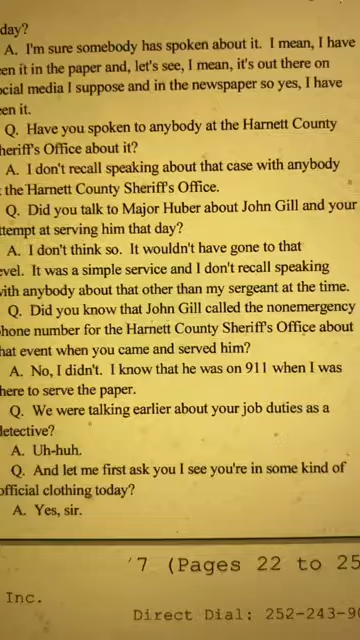 day?
A. I'm sure somebody has spoken about it. I mean, I have
en it in the paper and, let's see, I mean, it's out there on
ocial media I suppose and in the newspaper so yes, I have
en it.
Q. Have you spoken to anybody at the Harnett County
heriff's Office about it?
A. I don't recall speaking about that case with anybody
the Harnett County Sheriff's Office.
Q. Did you talk to Major Huber about John Gill and your
ttempt at serving him that day?
A. I don't think so. It wouldn't have gone to that
evel. It was a simple service and I don't recall speaking
with anybody about that other than my sergeant at the time.
Q. Did you know that John Gill called the nonemergency
phone number for the Harnett County Sheriff's Office about
hat event when you came and served him?
A. No, I didn't. I know that he was on 911 when I was
here to serve the paper.
Q. We were talking earlier about your job duties as a
detective?
A. Uh-huh.
Q. And let me first ask you I see you're in some kind of
official clothing today?
A. Yes, sir.
7 (Pages 22 to 25
Inc.
Direct Dial: 252-243-90